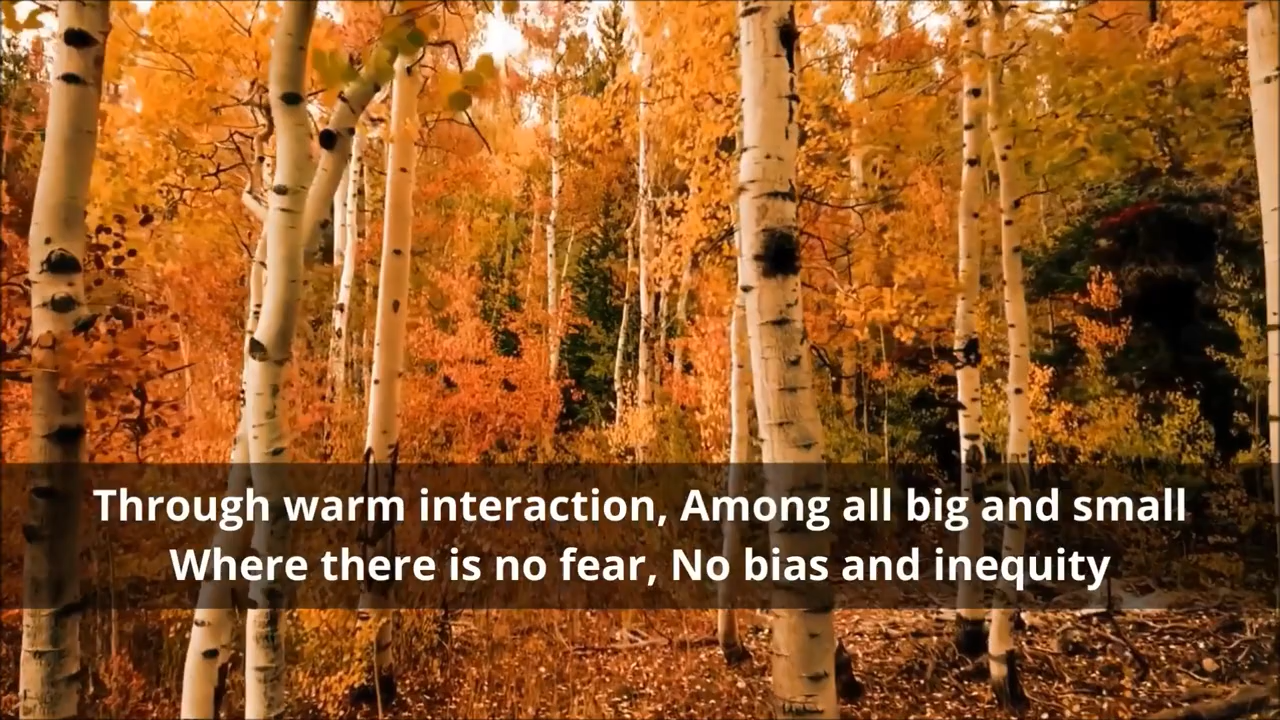 Through warm interaction, Among all big and small
Where there is no fear, No bias and inequity